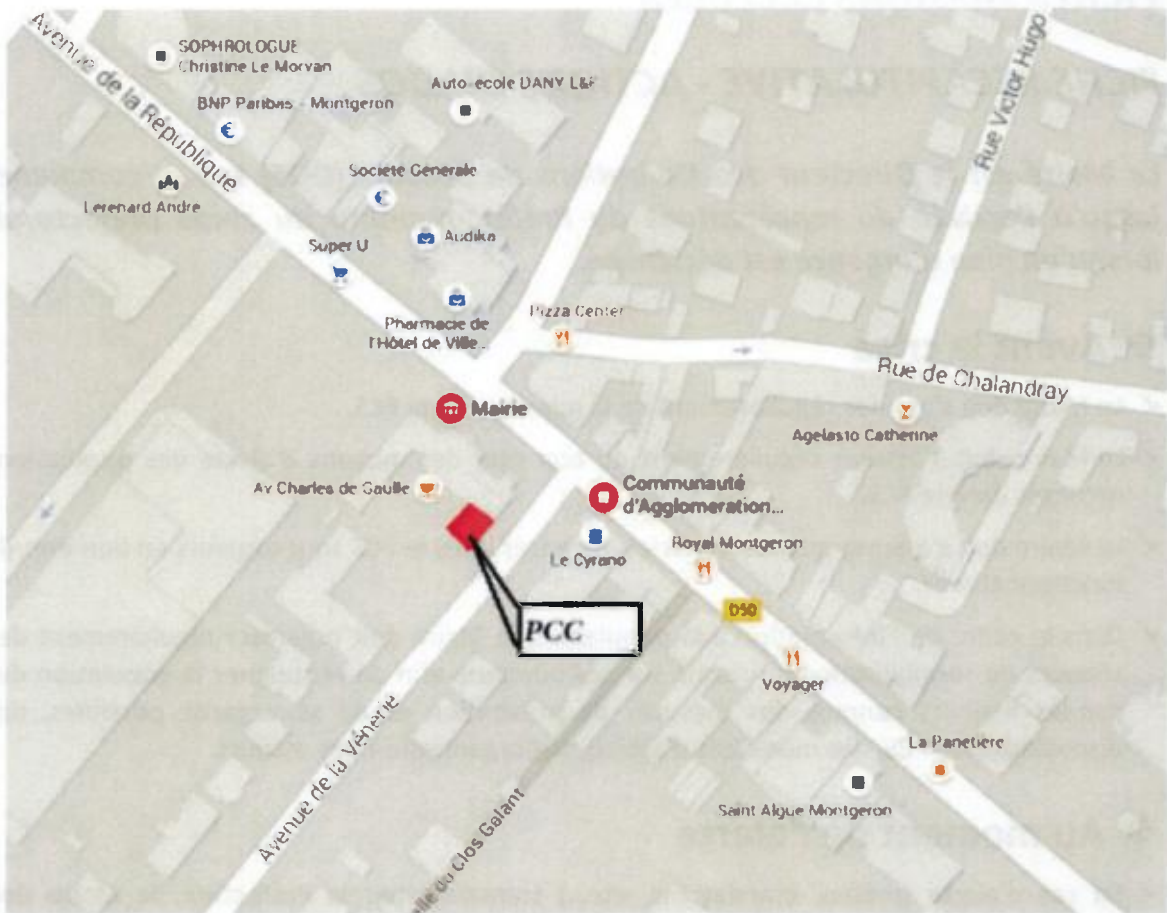 Avenue de la République
SOPHROLOGUE
Christine Le Morvan
Auto-ecole DANY L&F
BNP Paribas - Montgeron
Rue Victor Hugo
Societe Generale
Lerenard Andre
Audika
Super U
Pizza Center
Pharmacie de
l'Hôtel de Ville...
Rue de Chalandray
Mairie
Agelasto Catherine
Av Charles de Gaulle
Communauté
d'Agglomeration...
Le Cyrano
Royal Montgeron
D50
PCC
Voyager
Avenue de la Vénerie
La Panetiere
Saint Algue Montgeron
du Clos Galant